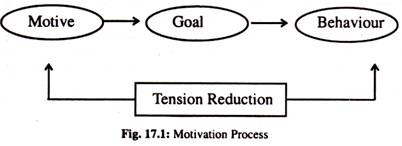 Motive Goal Behaviour
Tension Reduction
Fig. 17.1: Motivation Process